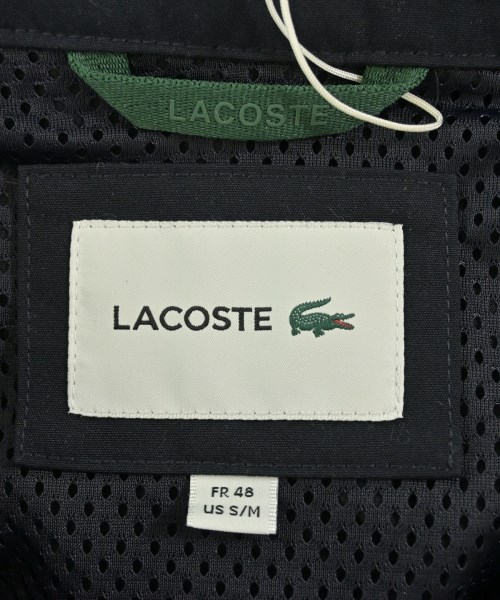 LACOSTE
LACOSTE
FR 48
US S/M